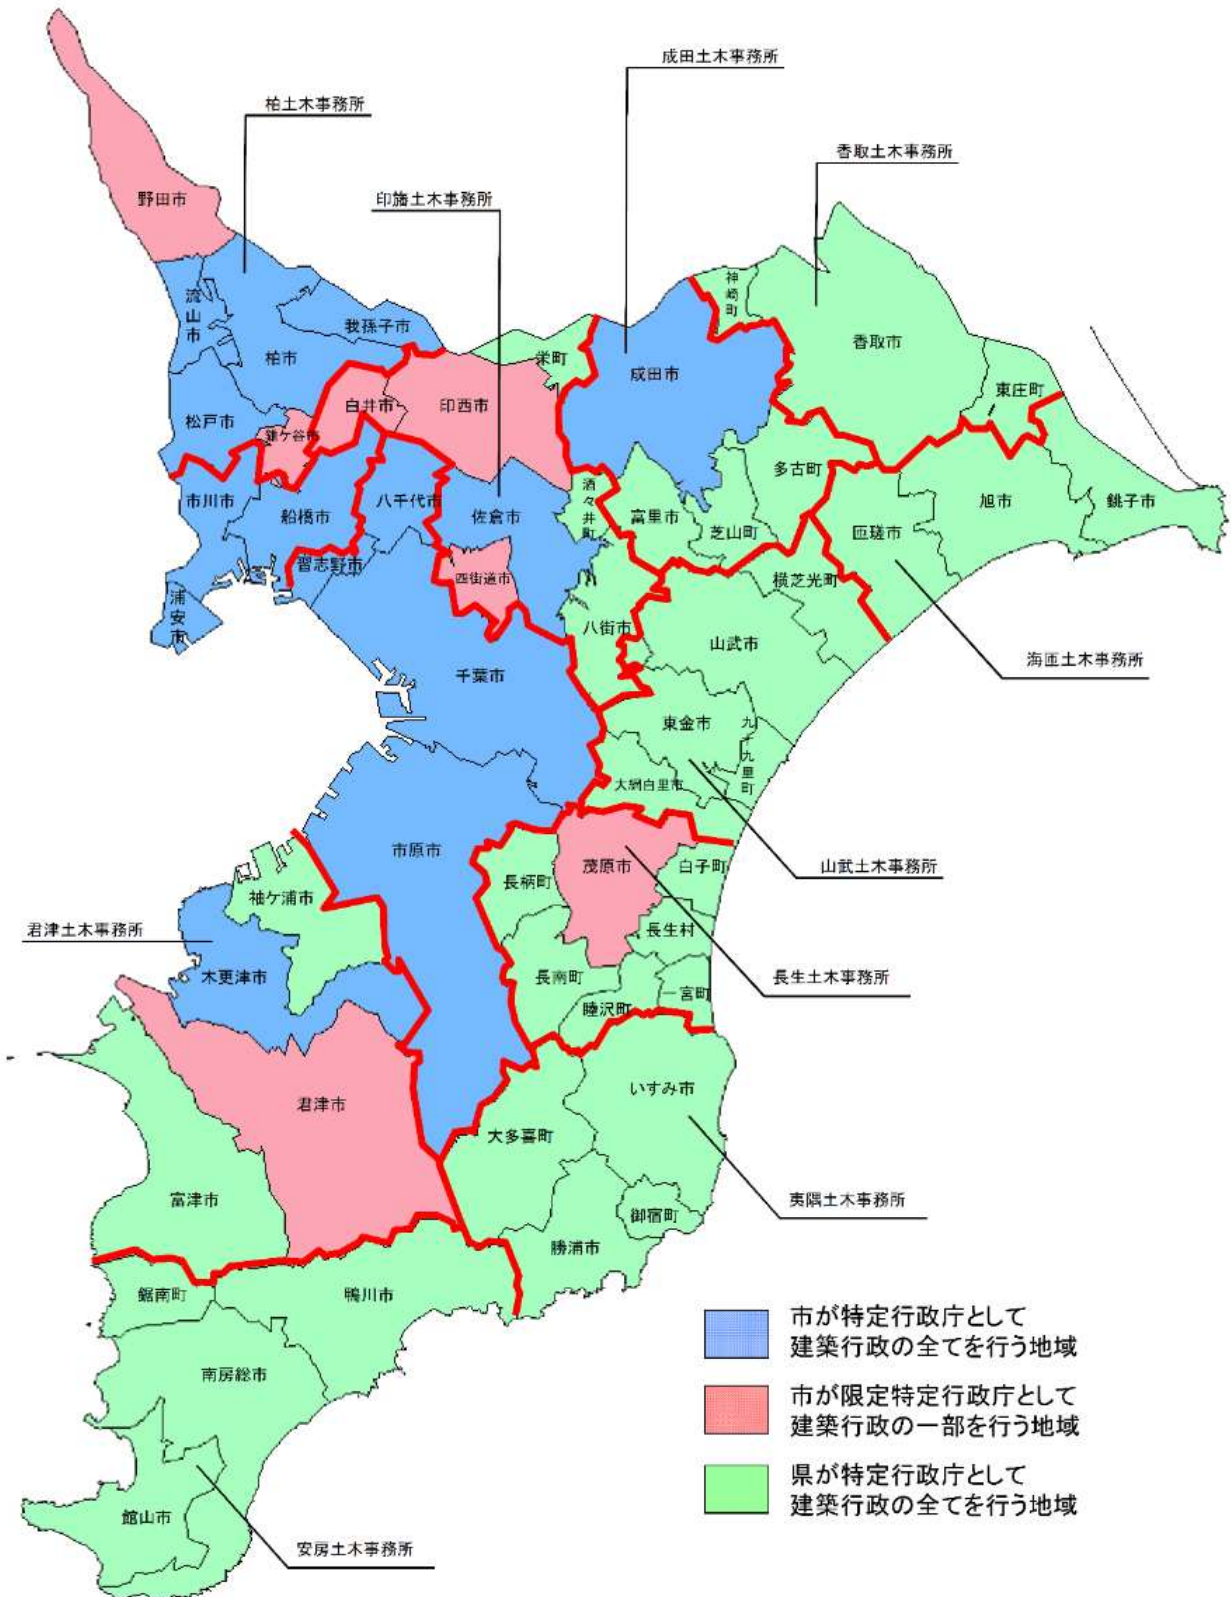 成田土木事務所
柏土木事務所
香取土木事務所
野田市
印旛土木事務所
神崎町
流山市
我孫子市
香取市
柏市
栄町
成田市
東庄町
白井市
印西市
松戸市
鎌ケ谷市
多古町
市川市
船橋市
八千代市
佐倉市
酒々井町
富里市
芝山町
匝瑳市
旭市
銚子市
習志野市
四街道市
横芝光町
浦安市
八街市
山武市
海匝土木事務所
千葉市
東金市
九十九里町
大網白里市
市原市
茂原市
白子町
山武土木事務所
長柄町
袖ケ浦市
君津土木事務所
長生村
木更津市
長南町
長生土木事務所
睦沢町
一宮町
いすみ市
君津市
大多喜町
富津市
夷隅土木事務所
御宿町
勝浦市
鋸南町
鴨川市
南房総市
館山市
安房土木事務所
市が特定行政庁として
建築行政の全てを行う地域
市が限定特定行政庁として
建築行政の一部を行う地域
県が特定行政庁として
建築行政の全てを行う地域